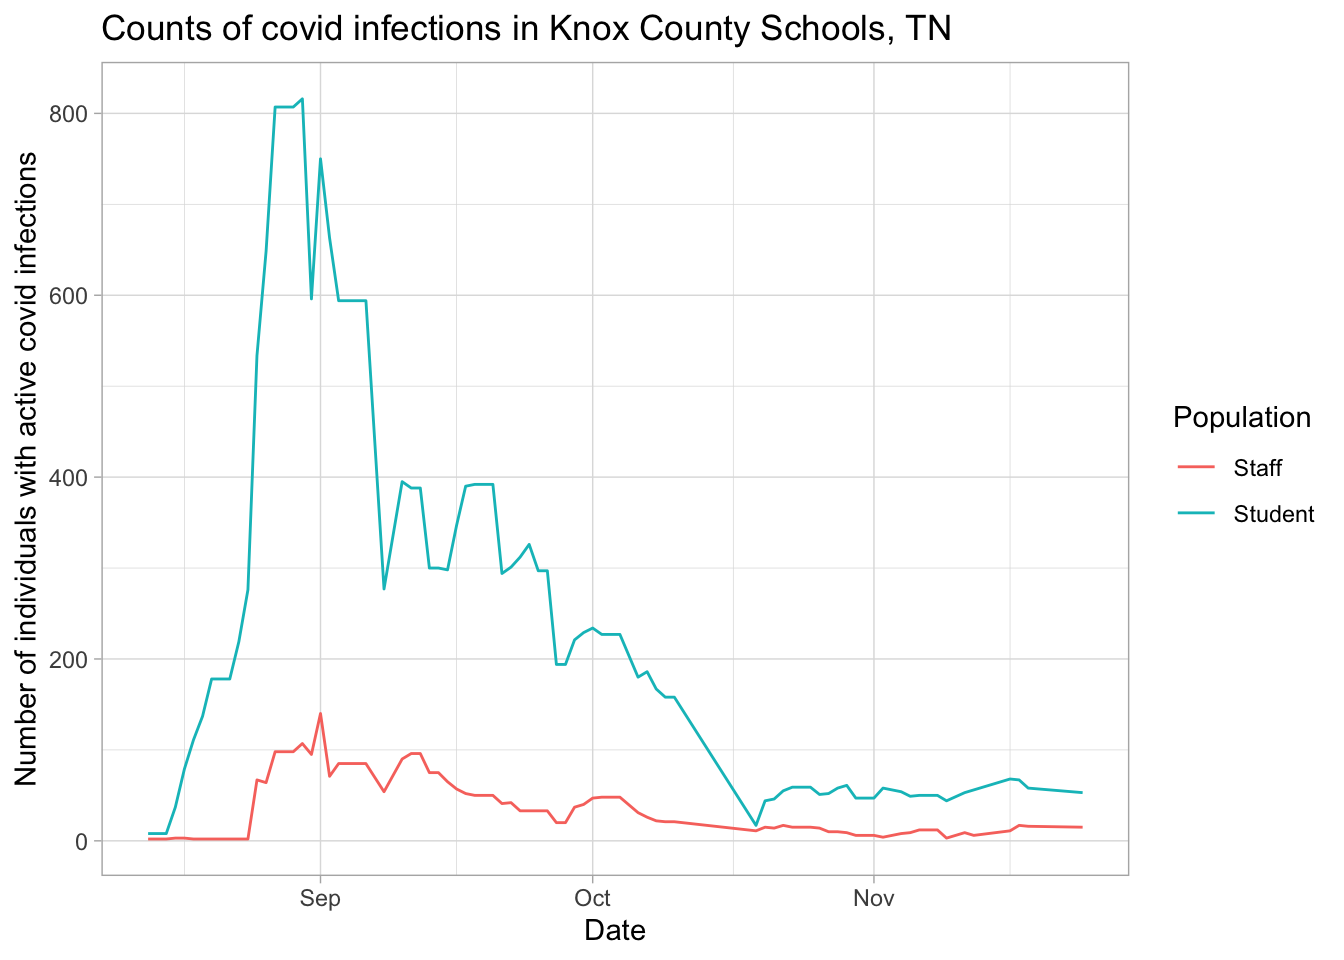 Counts of covid infections in Knox County Schools, TN
Number of individuals with active covid infections
800
600
400
200
0
Sep
Oct
Nov
Date
Population
Staff
Student